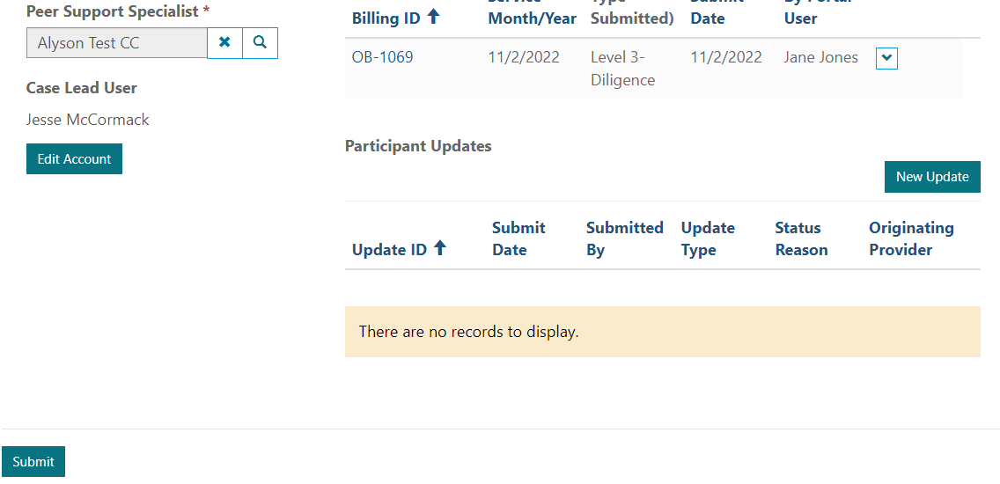 Peer Support Specialist *
Alyson Test CC
Case Lead User
Jesse McCormack
Edit Account
Billing ID
Month/Year
Submitted)
Submit
Date
By Portal
User
OB-1069
11/2/2022
Level 3-
Diligence
11/2/2022
Jane Jones
Participant Updates
New Update
Update ID
Submit
Date
Submitted
By
Update
Type
Status
Reason
Originating
Provider
There are no records to display.
Submit